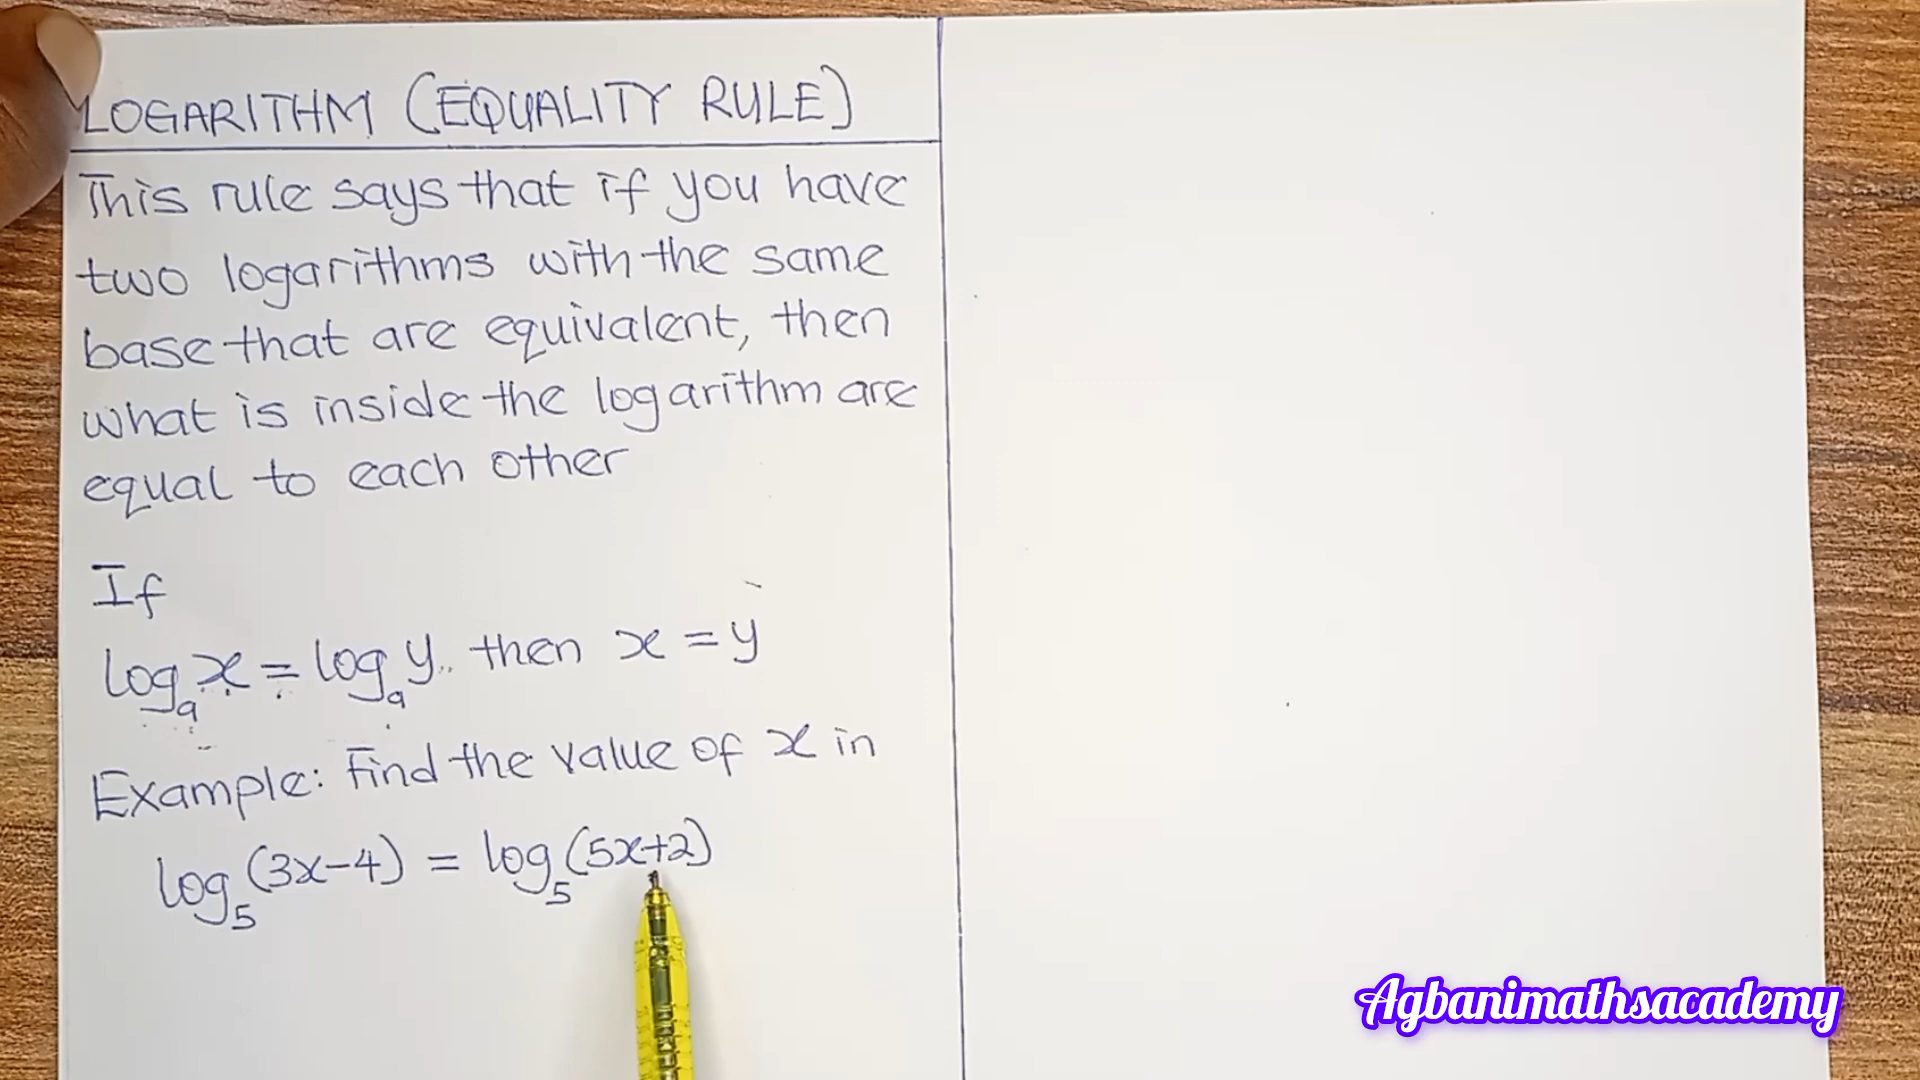 LOGARITHM (EQUALITY RULE)
This rule says that if you have
two logarithms with the same
base that are equivalent, then
what is inside the logarithm are
equal to each other
If
logₐx = logₐy, then x = y
Example: Find the value of x in
log₅(3x-4) = log₅(5x+2)
Agbanimathsacademy